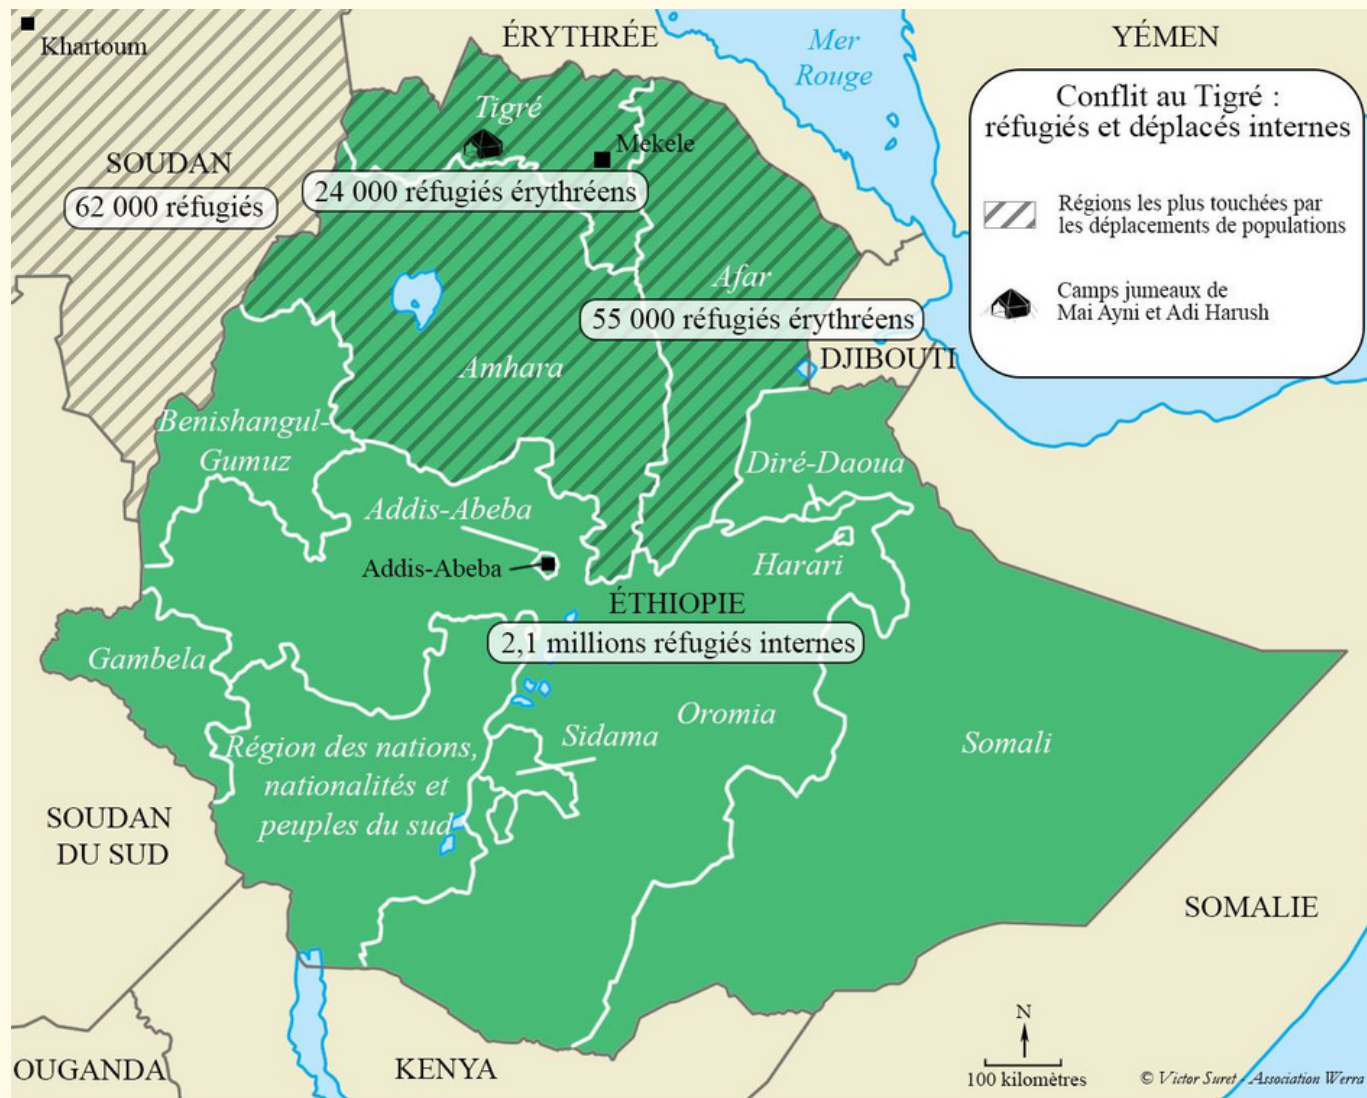 Khartoum
ÉRYTHRÉE
Mer
Rouge
YÉMEN
Conflit au Tigré :
réfugiés et déplacés internes
Régions les plus touchées par
les déplacements de populations
Camps jumeaux de
Mai Ayni et Adi Harush
Tigré
Mekele
SOUDAN
62 000 réfugiés
24 000 réfugiés érythréens
Afar
55 000 réfugiés érythréens
DJIBOUTI
Amhara
Benishangul-
Gumuz
Diré-Daoua
Addis-Abeba
Addis-Abeba
Harari
ÉTHIOPIE
2,1 millions réfugiés internes
Gambela
Oromia
Sidama
Somali
Région des nations,
nationalités et
peuples du sud
SOUDAN
DU SUD
SOMALIE
OUGANDA
KENYA
N
100 kilomètres
© Victor Suret - Association Werra